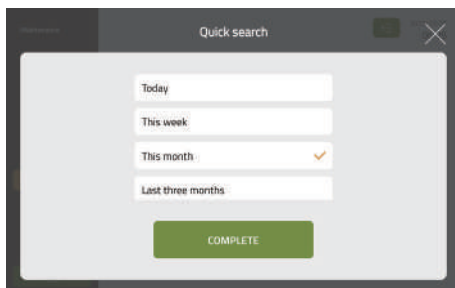 Quick search
Today
This week
This month
Last three months
COMPLETE